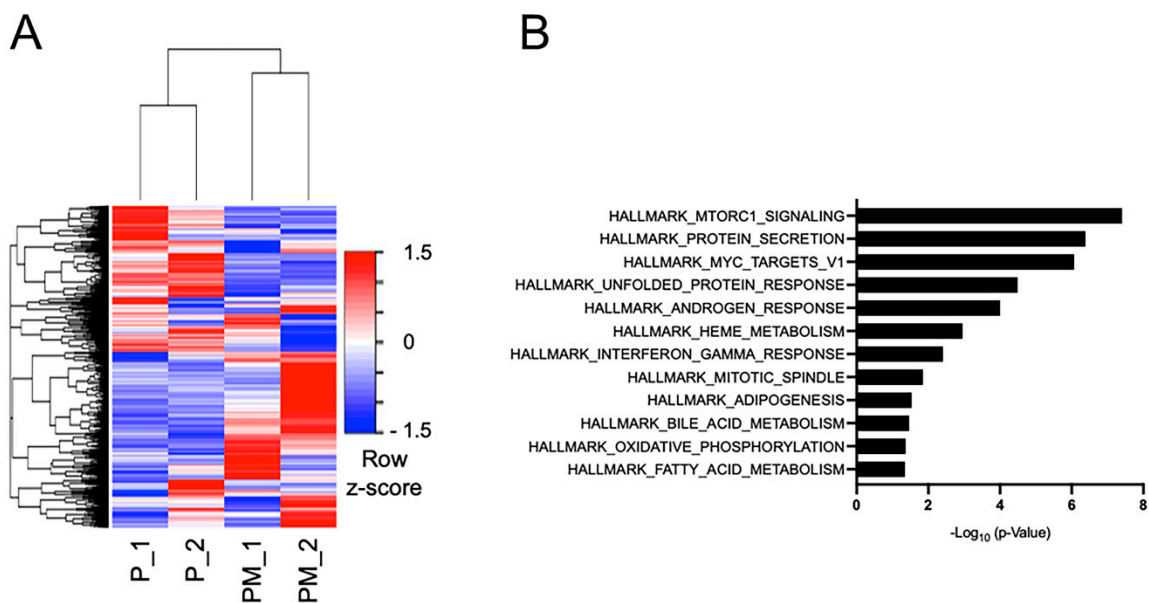 A
B
1.5
0
- 1.5
Row
z-score
P_1
P_2
PM_1
PM_2
HALLMARK_MTORC1_SIGNALING
HALLMARK_PROTEIN_SECRETION
HALLMARK_MYC_TARGETS_V1
HALLMARK_UNFOLDED_PROTEIN_RESPONSE
HALLMARK_ANDROGEN_RESPONSE
HALLMARK_HEME_METABOLISM
HALLMARK_INTERFERON_GAMMA_RESPONSE
HALLMARK_MITOTIC_SPINDLE
HALLMARK_ADIPOGENESIS
HALLMARK_BILE_ACID_METABOLISM
HALLMARK_OXIDATIVE_PHOSPHORYLATION
HALLMARK_FATTY_ACID_METABOLISM
0 2 4 6 8
-Log₁₀ (p-Value)